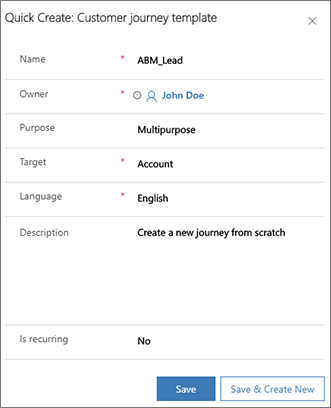 Quick Create: Customer journey template
Name * ABM_Lead
Owner * John Doe
Purpose Multipurpose
Target * Account
Language * English
Description Create a new journey from scratch
Is recurring No
Save Save & Create New